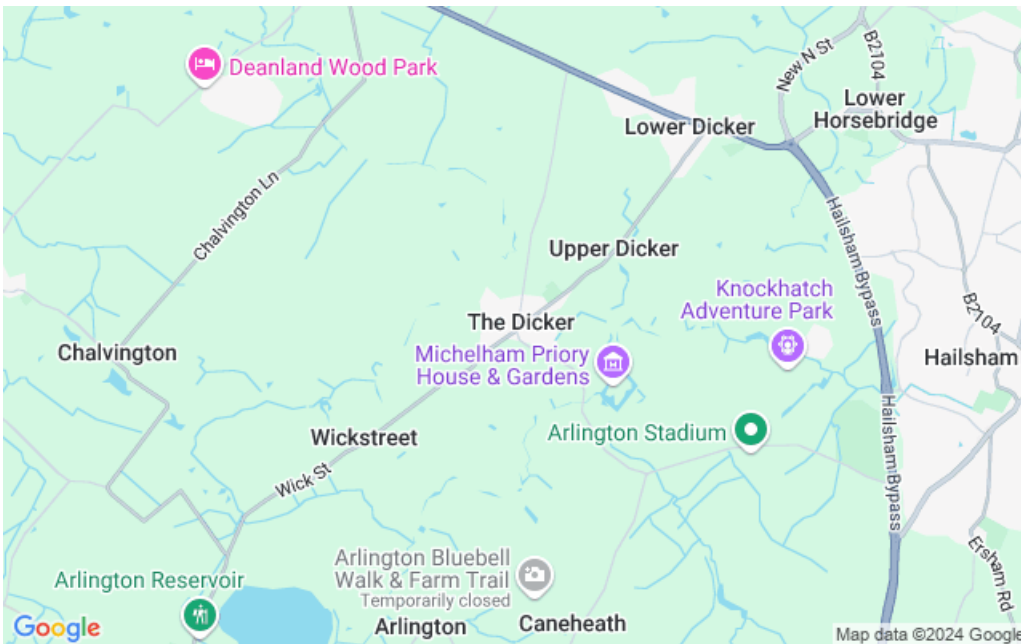 New N St
B2104
Deanland Wood Park
Lower
Horsebridge
Lower Dicker
Chalvington Ln
Hailsham Bypass
Upper Dicker
Knockhatch
Adventure Park
B2104
The Dicker
Chalvington
Michelham Priory
House & Gardens
Hailsham
Hailsham Bypass
Wickstreet
Arlington Stadium
Wick St
Arlington Bluebell
Walk & Farm Trail
Temporarily closed
Arlington Reservoir
Ersham Rd
Arlington
Caneheath
Google
Map data ©2024 Google